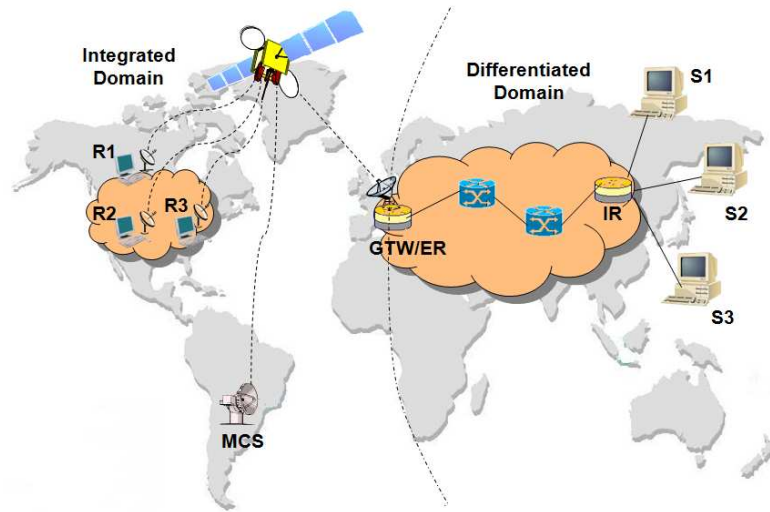 Integrated
Domain
Differentiated
Domain
S1
R1
S2
R2
R3
IR
GTW/ER
S3
MCS